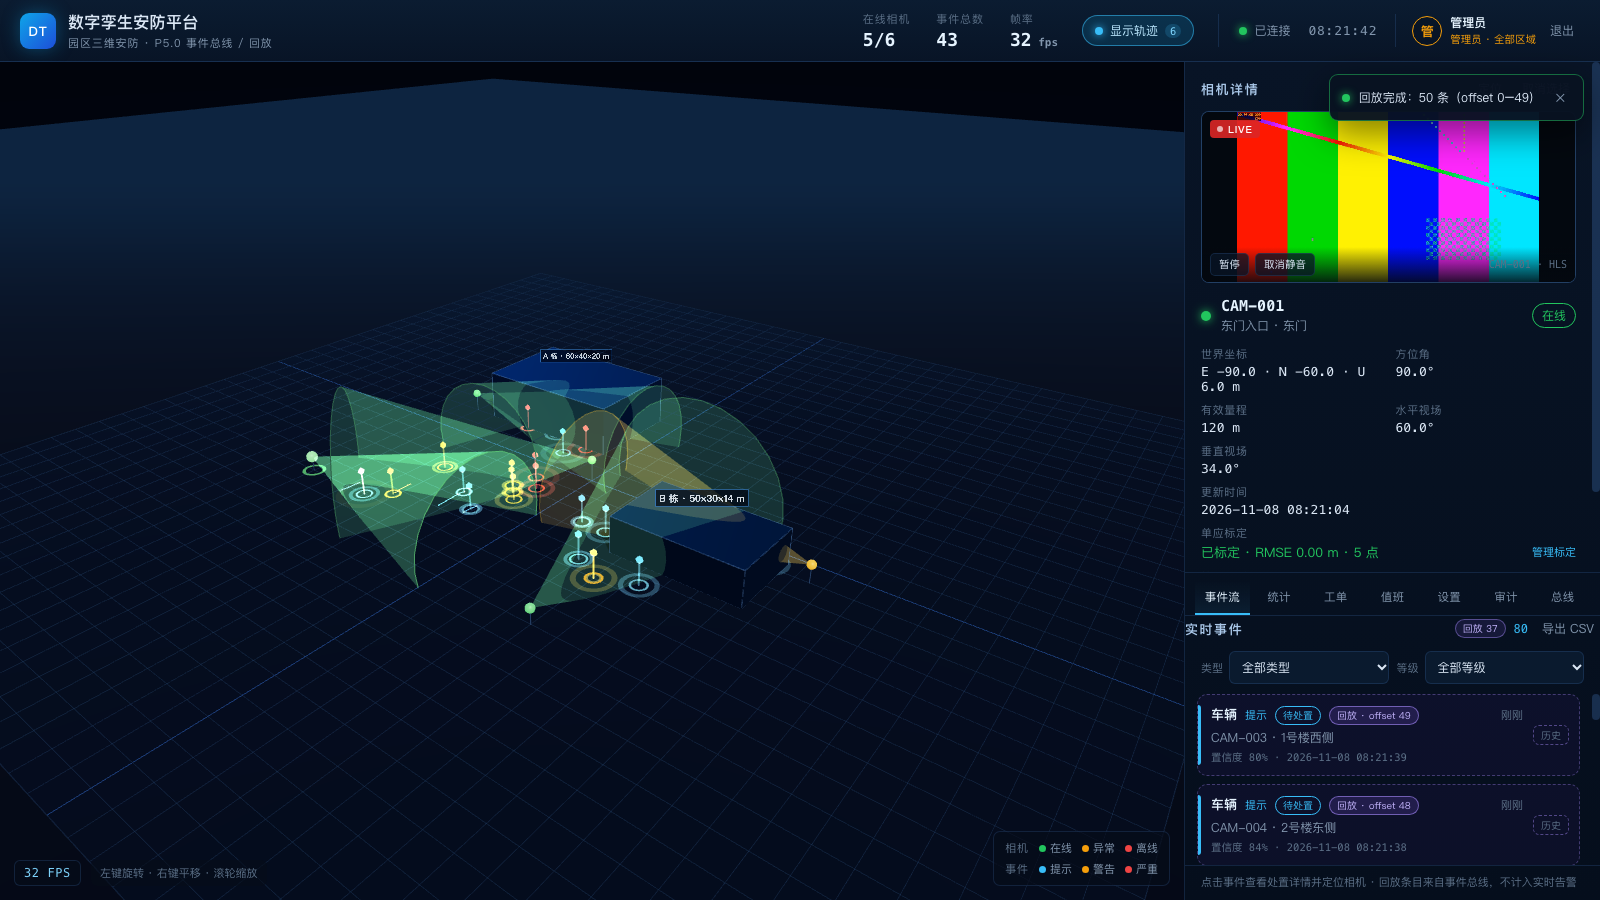 DT
数字孪生安防平台
园区三维安防 · P5.0 事件总线 / 回放
在线相机
5/6
事件总数
43
帧率
32 fps
显示轨迹 6
已连接
08:21:42
管
管理员
管理员 · 全部区域
退出
相机详情
回放完成：50 条（offset 0—49）
LIVE
暂停
取消静音
HLS
CAM-001
东门入口 · 东门
在线
世界坐标
E -90.0 · N -60.0 · U 6.0 m
方位角
90.0°
有效量程
120 m
水平视场
60.0°
垂直视场
34.0°
更新时间
2026-11-08 08:21:04
单应标定
已标定 · RMSE 0.00 m · 5 点
管理标定
事件流
统计
工单
值班
设置
审计
总线
实时事件
回放 37
80
导出 CSV
类型
全部类型
等级
全部等级
车辆 提示 待处置 回放 · offset 49 刚刚
CAM-003 · 1号楼西侧
历史
置信度 80% · 2026-11-08 08:21:39
车辆 提示 待处置 回放 · offset 48 刚刚
CAM-004 · 2号楼东侧
历史
置信度 84% · 2026-11-08 08:21:38
点击事件查看处置详情并定位相机 · 回放条目来自事件总线，不计入实时告警
A 栋 · 60×40×20 m
B 栋 · 50×30×14 m
相机 在线 异常 离线
事件 提示 警告 严重
32 FPS
左键旋转 · 右键平移 · 滚轮缩放